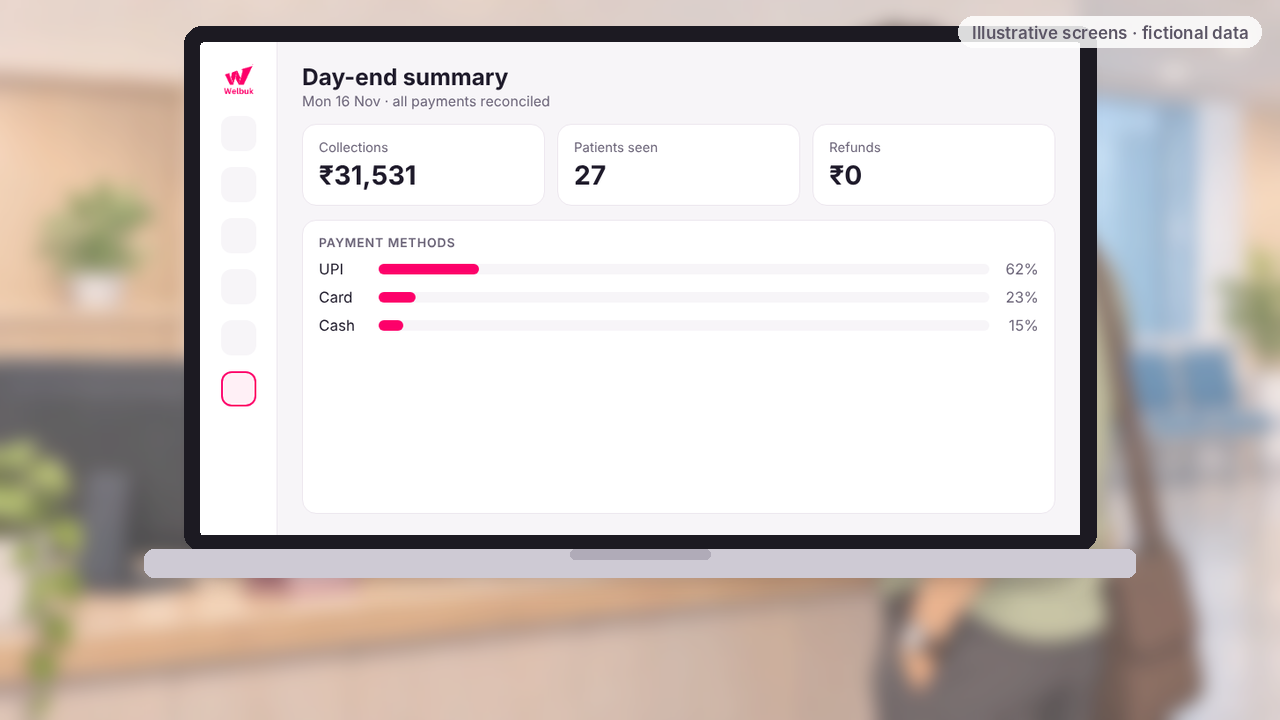 Illustrative screens · fictional data
Welbuk
Day-end summary
Mon 16 Nov · all payments reconciled
Collections
₹31,531
Patients seen
27
Refunds
₹0
PAYMENT METHODS
UPI 62%
Card 23%
Cash 15%